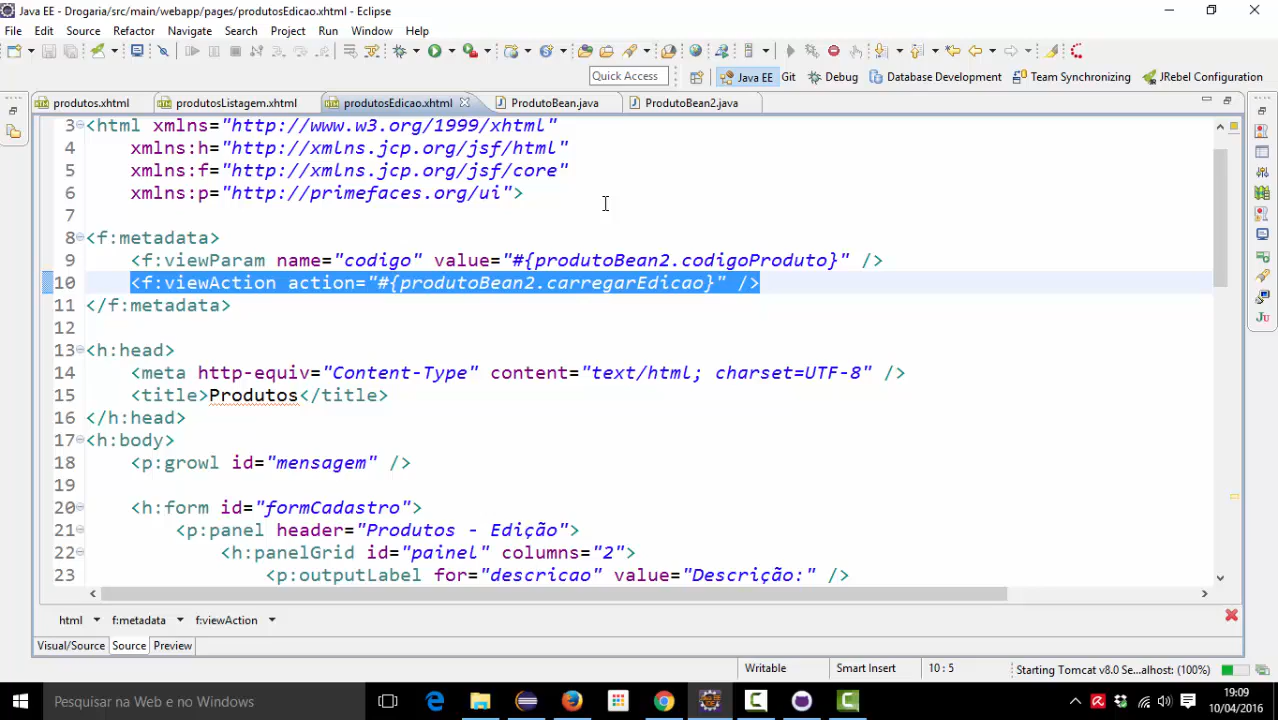 Java EE - Drogaria/src/main/webapp/pages/produtosEdicao.xhtml - Eclipse
File Edit Source Refactor Navigate Search Project Run Window Help
Quick Access Java EE Git Debug Database Development Team Synchronizing JRebel Configuration
produtos.xhtml produtosListagem.xhtml produtosEdicao.xhtml ProdutoBean.java ProdutoBean2.java
3 <html xmlns="http://www.w3.org/1999/xhtml"
4 xmlns:h="http://xmlns.jcp.org/jsf/html"
5 xmlns:f="http://xmlns.jcp.org/jsf/core"
6 xmlns:p="http://primefaces.org/ui">
7
8 <f:metadata>
9 <f:viewParam name="codigo" value="#{produtoBean2.codigoProduto}" />
10 <f:viewAction action="#{produtoBean2.carregarEdicao}" />
11 </f:metadata>
12
13 <h:head>
14 <meta http-equiv="Content-Type" content="text/html; charset=UTF-8" />
15 <title>Produtos</title>
16 </h:head>
17 <h:body>
18 <p:growl id="mensagem" />
19
20 <h:form id="formCadastro">
21 <p:panel header="Produtos - Edição">
22 <h:panelGrid id="painel" columns="2">
23 <p:outputLabel for="descricao" value="Descrição:" />
html f:metadata f:viewAction
Visual/Source Source Preview
Writable Smart Insert 10 : 5 Starting Tomcat v8.0 Se...alhost: (100%)
Pesquisar na Web e no Windows
19:09
10/04/2016